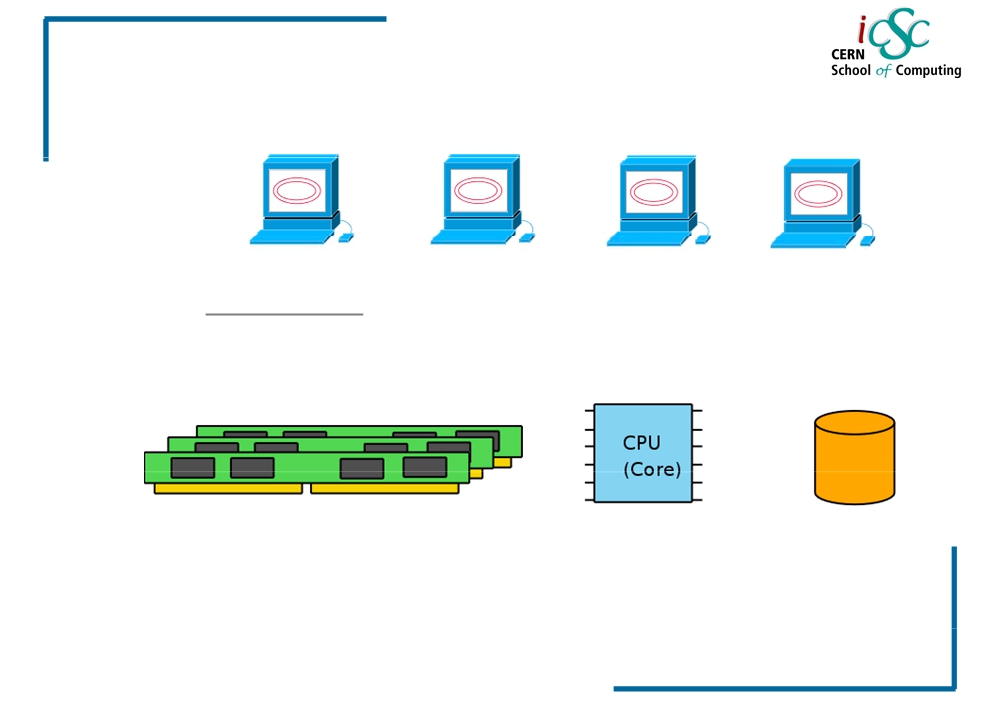 iCSC
CERN
School of Computing
CPU
(Core)